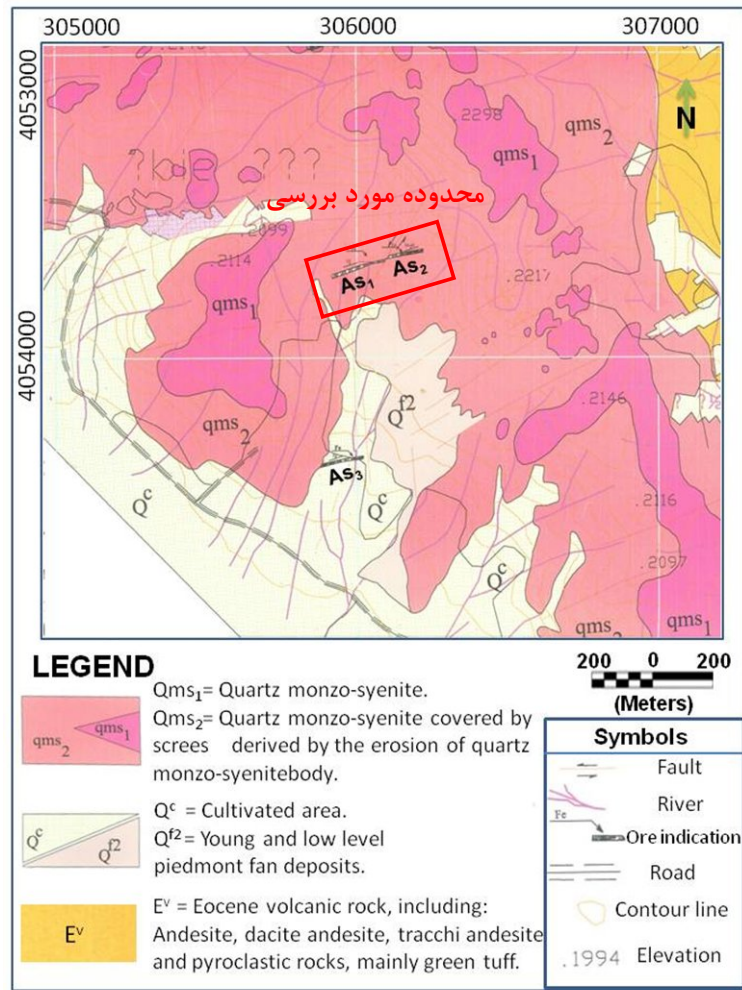 305000 306000 307000
4053000
4054000
N
.2298
qms₂
qms₁
محدوده مورد بررسی
.2099
.2114
As₁ As₂
.2217
qms₁
Qᶠ²
.2146
qms₂
As₃
Qᶜ
Qᶜ
.2116
.2097
Qᶜ
qms₂
qms₁
LEGEND
200 0 200
(Meters)
qms₂ qms₁
Qms₁= Quartz monzo-syenite.
Qms₂= Quartz monzo-syenite covered by
screes derived by the erosion of quartz
monzo-syenitebody.
Qᶜ Qᶠ²
Qᶜ = Cultivated area.
Qᶠ²= Young and low level
piedmont fan deposits.
Eᵛ
Eᵛ = Eocene volcanic rock, including:
Andesite, dacite andesite, tracchi andesite
and pyroclastic rocks, mainly green tuff.
Symbols
Fault
River
Fe
Ore indication
Road
Contour line
.1994 Elevation